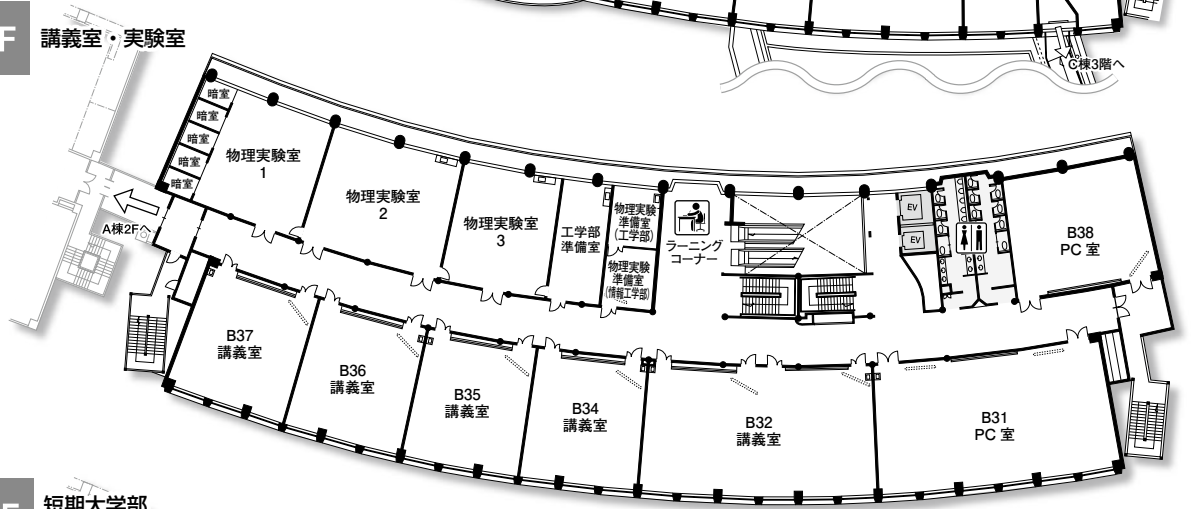 F 講義室・実験室
C棟3階へ
暗室
暗室
暗室
暗室
暗室
物理実験室
1
物理実験室
2
物理実験室
3
工学部
準備室
物理実験
準備室
(工学部)
物理実験
準備室
(情報工学部)
ラーニング
コーナー
EV
EV
B38
PC 室
A棟2Fへ
B37
講義室
B36
講義室
B35
講義室
B34
講義室
B32
講義室
B31
PC 室
短期大学部